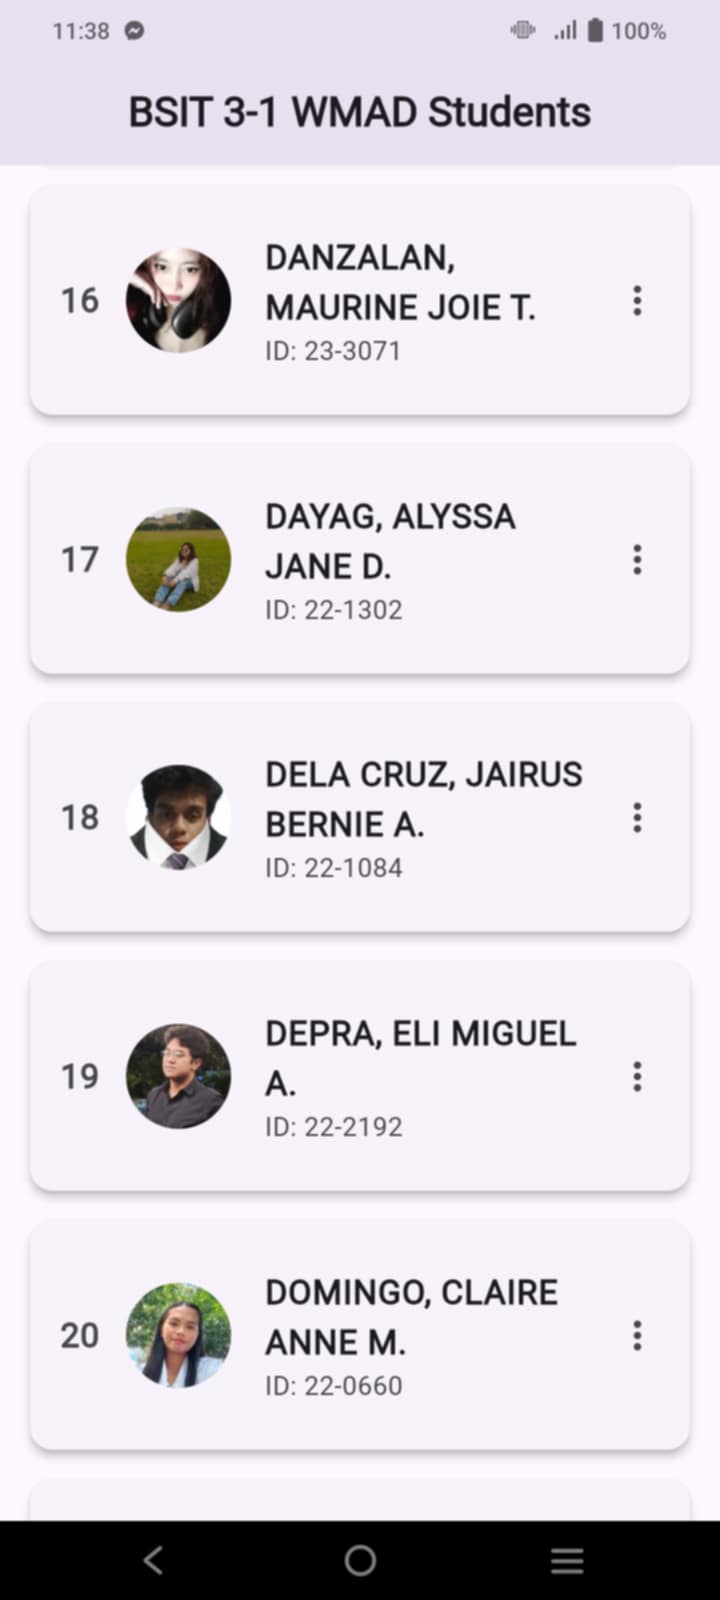 11:38 100%
BSIT 3-1 WMAD Students
16
DANZALAN,
MAURINE JOIE T.
ID: 23-3071
17
DAYAG, ALYSSA
JANE D.
ID: 22-1302
18
DELA CRUZ, JAIRUS
BERNIE A.
ID: 22-1084
19
DEPRA, ELI MIGUEL
A.
ID: 22-2192
20
DOMINGO, CLAIRE
ANNE M.
ID: 22-0660